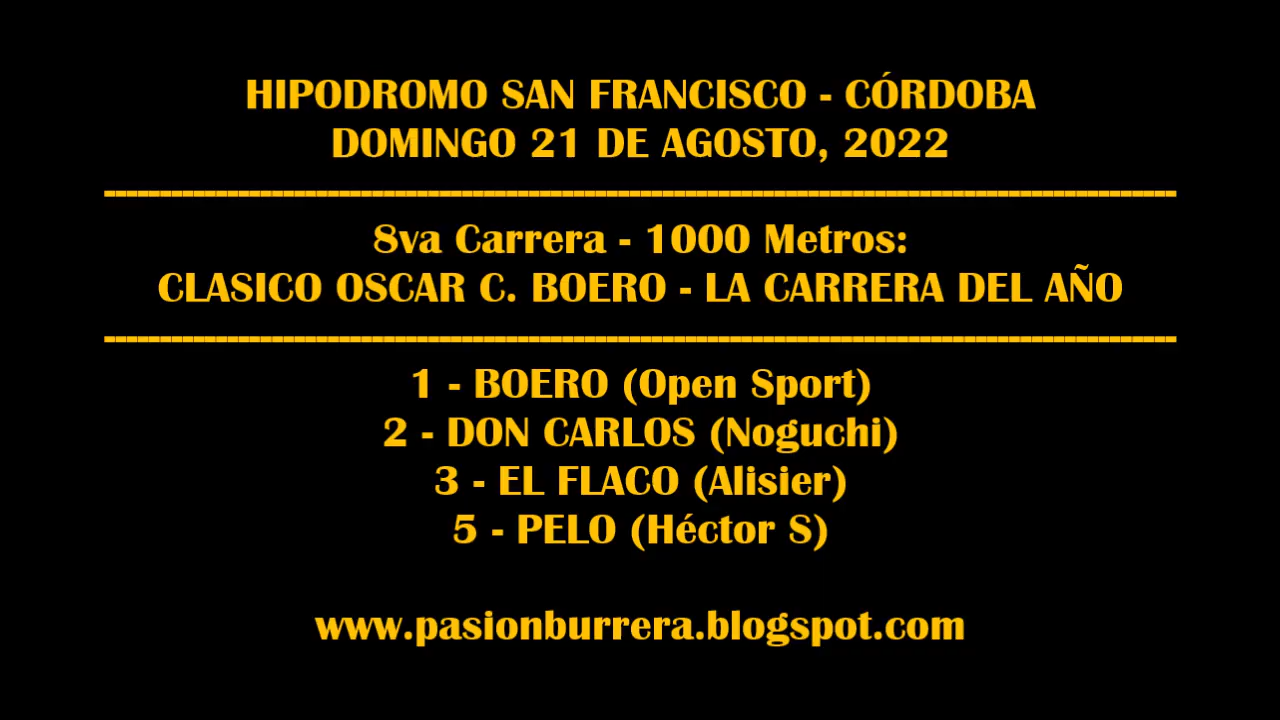 HIPODROMO SAN FRANCISCO - CÓRDOBA
DOMINGO 21 DE AGOSTO, 2022
8va Carrera - 1000 Metros:
CLASICO OSCAR C. BOERO - LA CARRERA DEL AÑO
1 - BOERO (Open Sport)
2 - DON CARLOS (Noguchi)
3 - EL FLACO (Alisier)
5 - PELO (Héctor S)
www.pasionburrera.blogspot.com